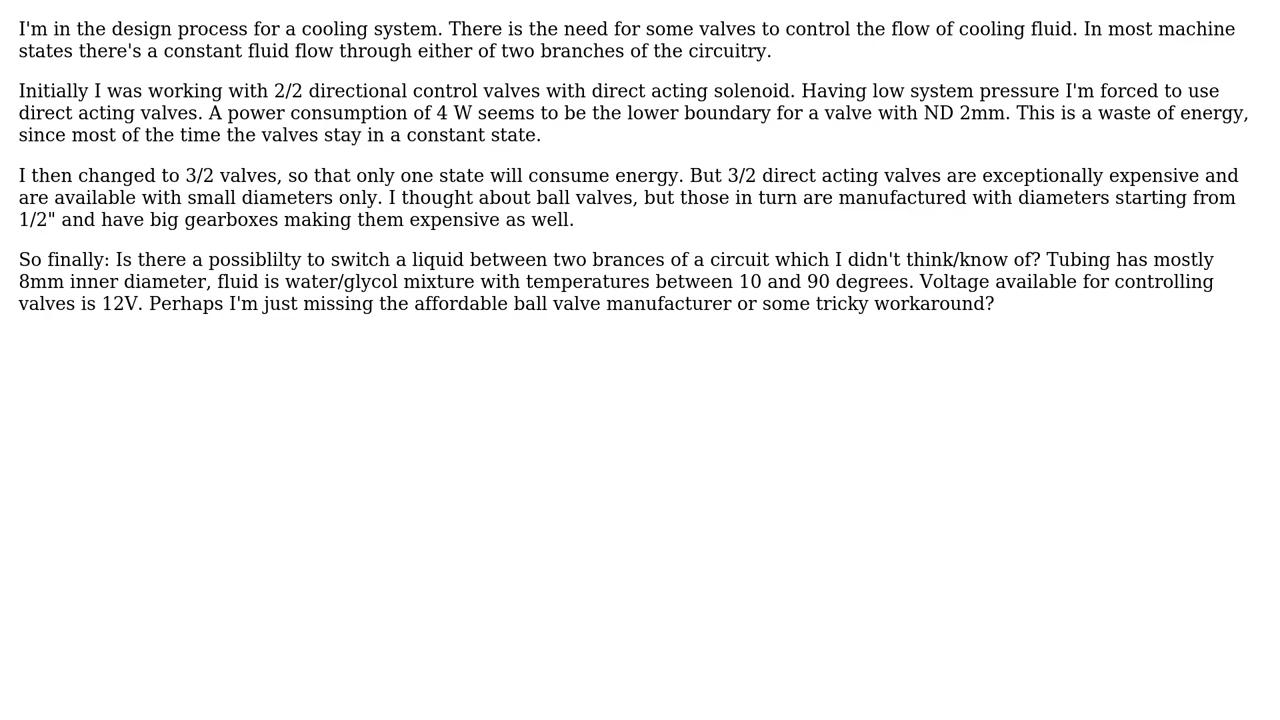 I'm in the design process for a cooling system. There is the need for some valves to control the flow of cooling fluid. In most machine
states there's a constant fluid flow through either of two branches of the circuitry.
Initially I was working with 2/2 directional control valves with direct acting solenoid. Having low system pressure I'm forced to use
direct acting valves. A power consumption of 4 W seems to be the lower boundary for a valve with ND 2mm. This is a waste of energy,
since most of the time the valves stay in a constant state.
I then changed to 3/2 valves, so that only one state will consume energy. But 3/2 direct acting valves are exceptionally expensive and
are available with small diameters only. I thought about ball valves, but those in turn are manufactured with diameters starting from
1/2" and have big gearboxes making them expensive as well.
So finally: Is there a possiblilty to switch a liquid between two brances of a circuit which I didn't think/know of? Tubing has mostly
8mm inner diameter, fluid is water/glycol mixture with temperatures between 10 and 90 degrees. Voltage available for controlling
valves is 12V. Perhaps I'm just missing the affordable ball valve manufacturer or some tricky workaround?